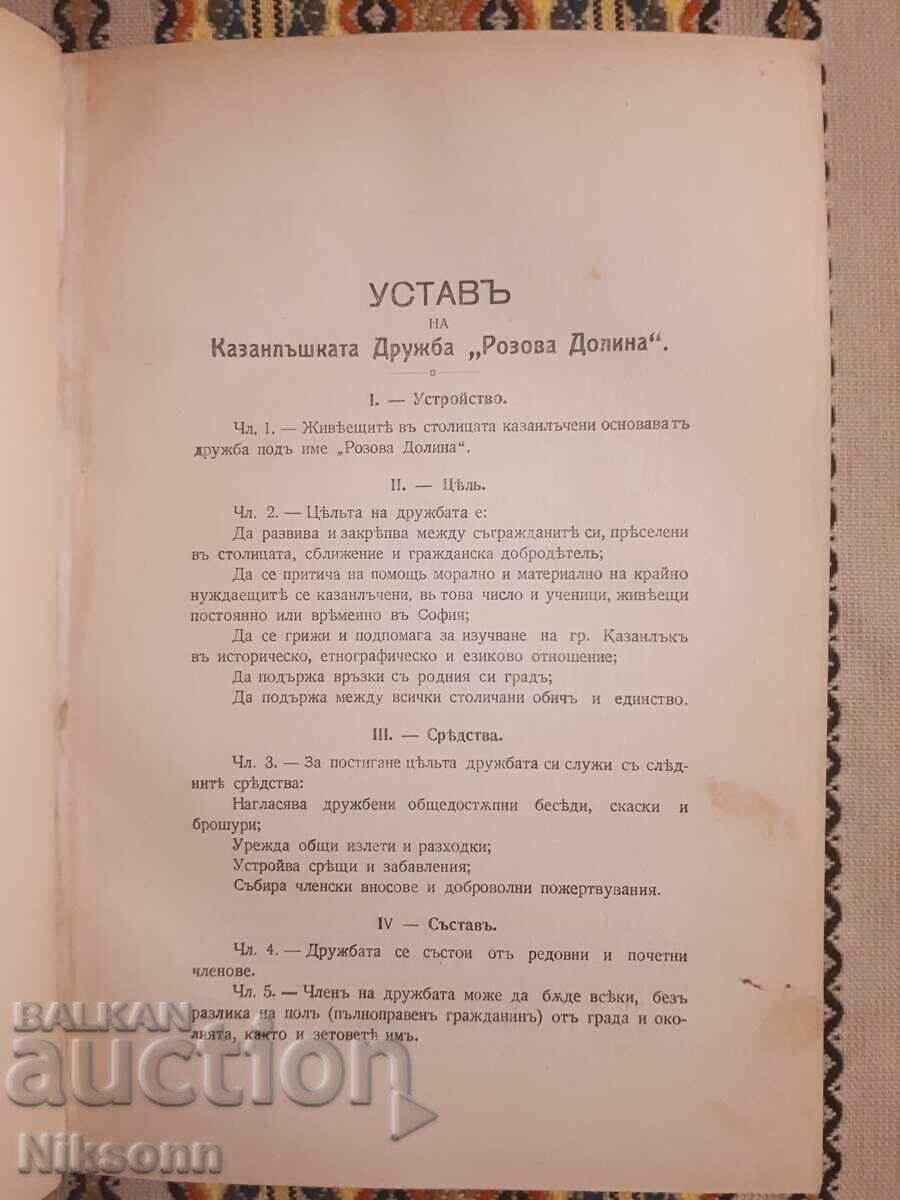 УСТАВЪ
НА
Казанлъшката Дружба „Розова Долина“.
I. — Устройство.
Чл. 1. — Живѣещитѣ въ столицата казанлъчени основаватъ
дружба подъ име „Розова Долина“.
II. — Цѣль.
Чл. 2. — Цѣльта на дружбата е:
Да развива и закрѣпва между съгражданитѣ си, прѣселени
въ столицата, сближение и гражданска добродѣтель;
Да се притича на помощь морално и материално на крайно
нуждаещитѣ се казанлъчени, вь това число и ученици, живѣещи
постоянно или врѣменно въ София;
Да се грижи и подпомага за изучване на гр. Казанлъкъ
въ историческо, етнографическо и езиково отношение;
Да подържа връзки съ родния си градъ;
Да подържа между всички столичани обичъ и единство.
III. — Срѣдства.
Чл. 3. — За постигане цѣльта дружбата си служи съ слѣд-
нитѣ срѣдства:
Нагласява дружбени общедостѫпни бесѣди, скаски и
брошури;
Урежда общи излети и разходки;
Устройва срѣщи и забавления;
Събира членски вносове и доброволни пожертвувания.
IV — Съставъ.
Чл. 4. — Дружбата се състои отъ редовни и почетни
членове.
Чл. 5. — Членъ на дружбата може да бѫде всѣки, безъ
разлика на полъ (пълноправенъ гражданинъ) отъ града и око-
лията, както и зетоветѣ имъ.
BALKAN
auction
Niksonn